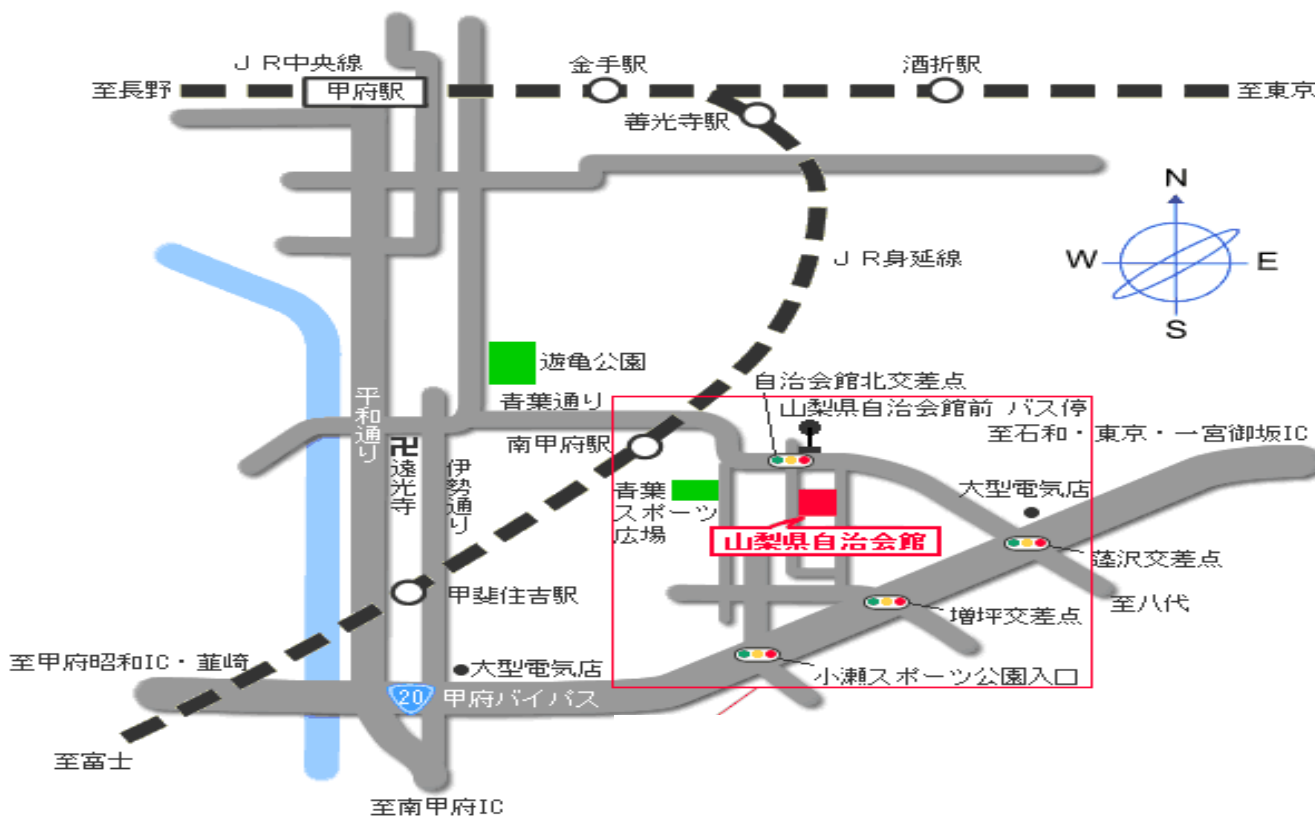 ＪＲ中央線
金手駅
酒折駅
至長野
甲府駅
至東京
善光寺駅
N
ＪＲ身延線
W
E
S
遊亀公園
自治会館北交差点
平和通り
青葉通り
山梨県自治会館前 バス停
南甲府駅
至石和・東京・一宮御坂IC
卍
遠光寺
伊勢通り
青葉
スポーツ
広場
大型電気店
山梨県自治会館
蓬沢交差点
甲斐住吉駅
増坪交差点
至八代
至甲府昭和IC・韮崎
大型電気店
小瀬スポーツ公園入口
20
甲府バイパス
至富士
至南甲府IC